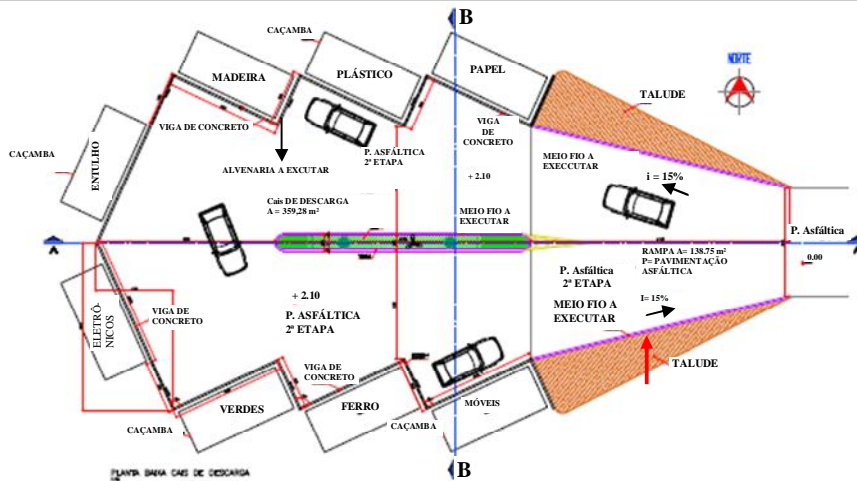 B
CAÇAMBA
NORTE
MADEIRA
PLÁSTICO
PAPEL
TALUDE
CAÇAMBA
VIGA DE CONCRETO
VIGA
DE
CONCRETO
P. ASFÁLTICA
2ª ETAPA
ENTULHO
ALVENARIA A EXCUTAR
MEIO FIO A
EXECCUTAR
+ 2.10
i = 15%
Cais DE DESCARGA
A = 359,28 m²
MEIO FIO A
EXECUTAR
P. Asfáltica
A
A
RAMPA A= 138.75 m²
P= PAVIMENTAÇÃO
ASFÁLTICA
0.00
P. Asfáltica
2ª ETAPA
MEIO FIO A
EXECUTAR
I= 15%
+ 2.10
P. ASFÁLTICA
2ª ETAPA
VIGA DE
CONCRETO
ELETRÔ
NICOS
VIGA DE
CONCRETO
TALUDE
VERDES
FERRO
MÓVEIS
CAÇAMBA
CAÇAMBA
B
PLANTA BAIXA CAIS DE DESCARGA